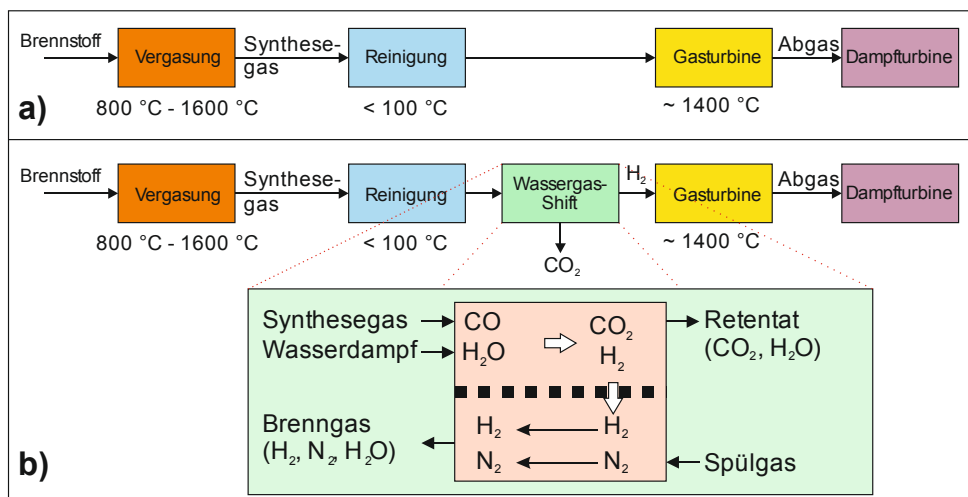 Brennstoff
Vergasung
Synthese-
gas
Reinigung
Gasturbine
Abgas
Dampfturbine
800 °C - 1600 °C
< 100 °C
~ 1400 °C
a)
Brennstoff
Vergasung
Synthese-
gas
Reinigung
Wassergas-
Shift
H₂
Gasturbine
Abgas
Dampfturbine
800 °C - 1600 °C
< 100 °C
CO₂
~ 1400 °C
Synthesegas
CO
CO₂
Retentat
Wasserdampf
H₂O
H₂
(CO₂, H₂O)
Brenngas
H₂
H₂
(H₂, N₂, H₂O)
N₂
N₂
Spülgas
b)